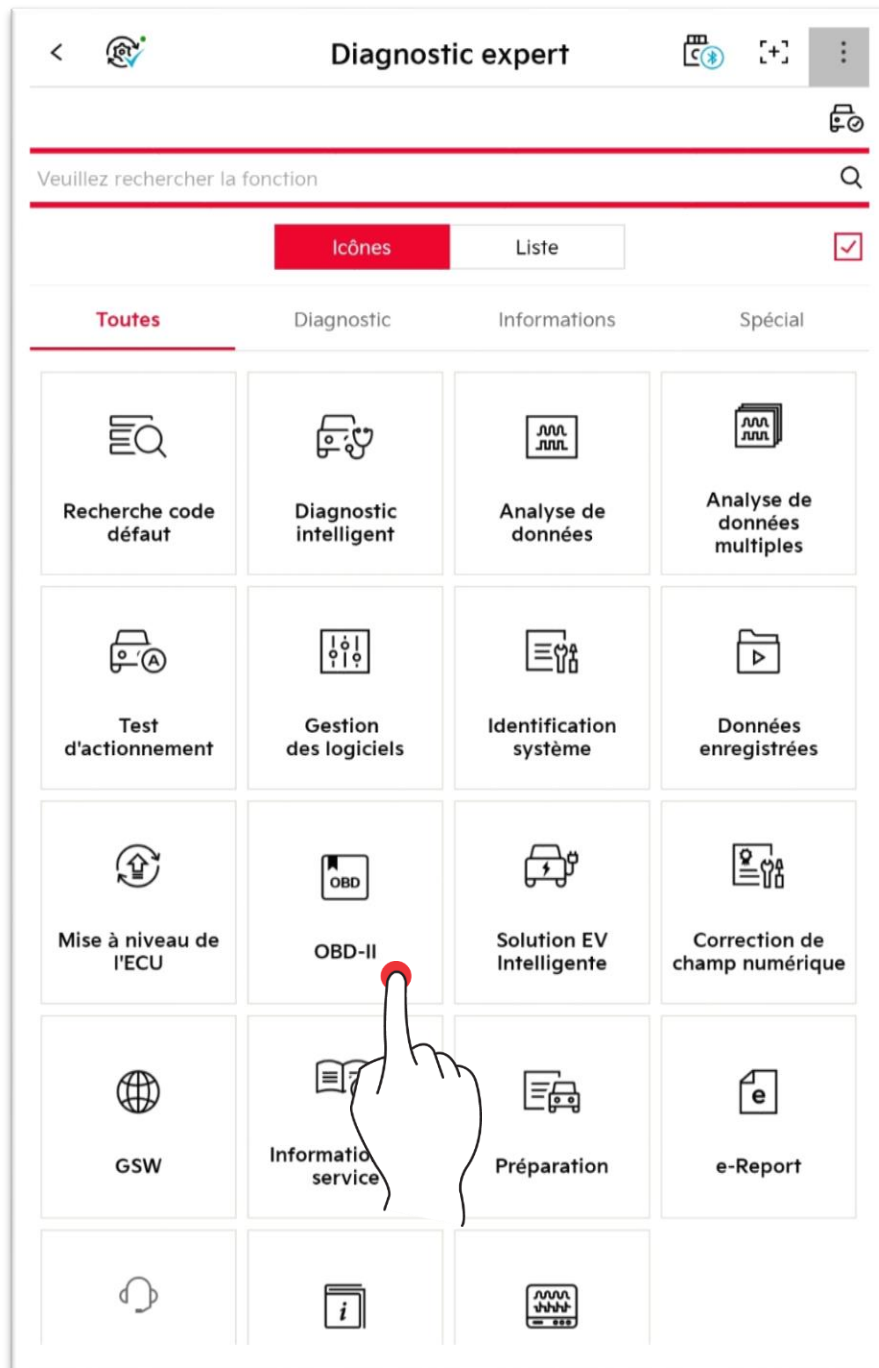 Diagnostic expert
Veuillez rechercher la fonction
Icônes
Liste
Toutes
Diagnostic
Informations
Spécial
Recherche code
défaut
Diagnostic
intelligent
Analyse de
données
Analyse de
données
multiples
Test
d'actionnement
Gestion
des logiciels
Identification
système
Données
enregistrées
Mise à niveau de
l'ECU
OBD
OBD-II
Solution EV
Intelligente
Correction de
champ numérique
GSW
service
Préparation
e
e-Report
i